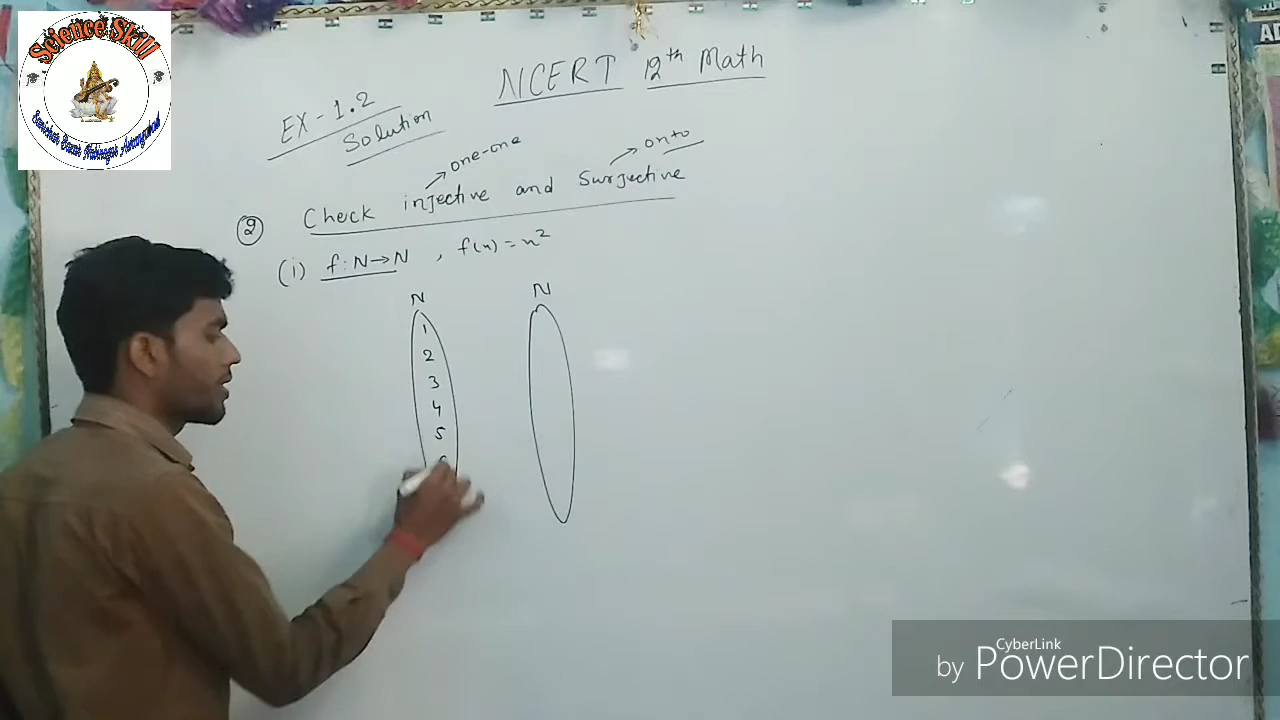 Science Skill
NCERT 12th Math
EX - 1.2
Solution
one-one
onto
② Check injective and Surjective
(i) f : N → N , f(x) = x²
N
N
1
2
3
4
5
AD
CyberLink
by PowerDirector